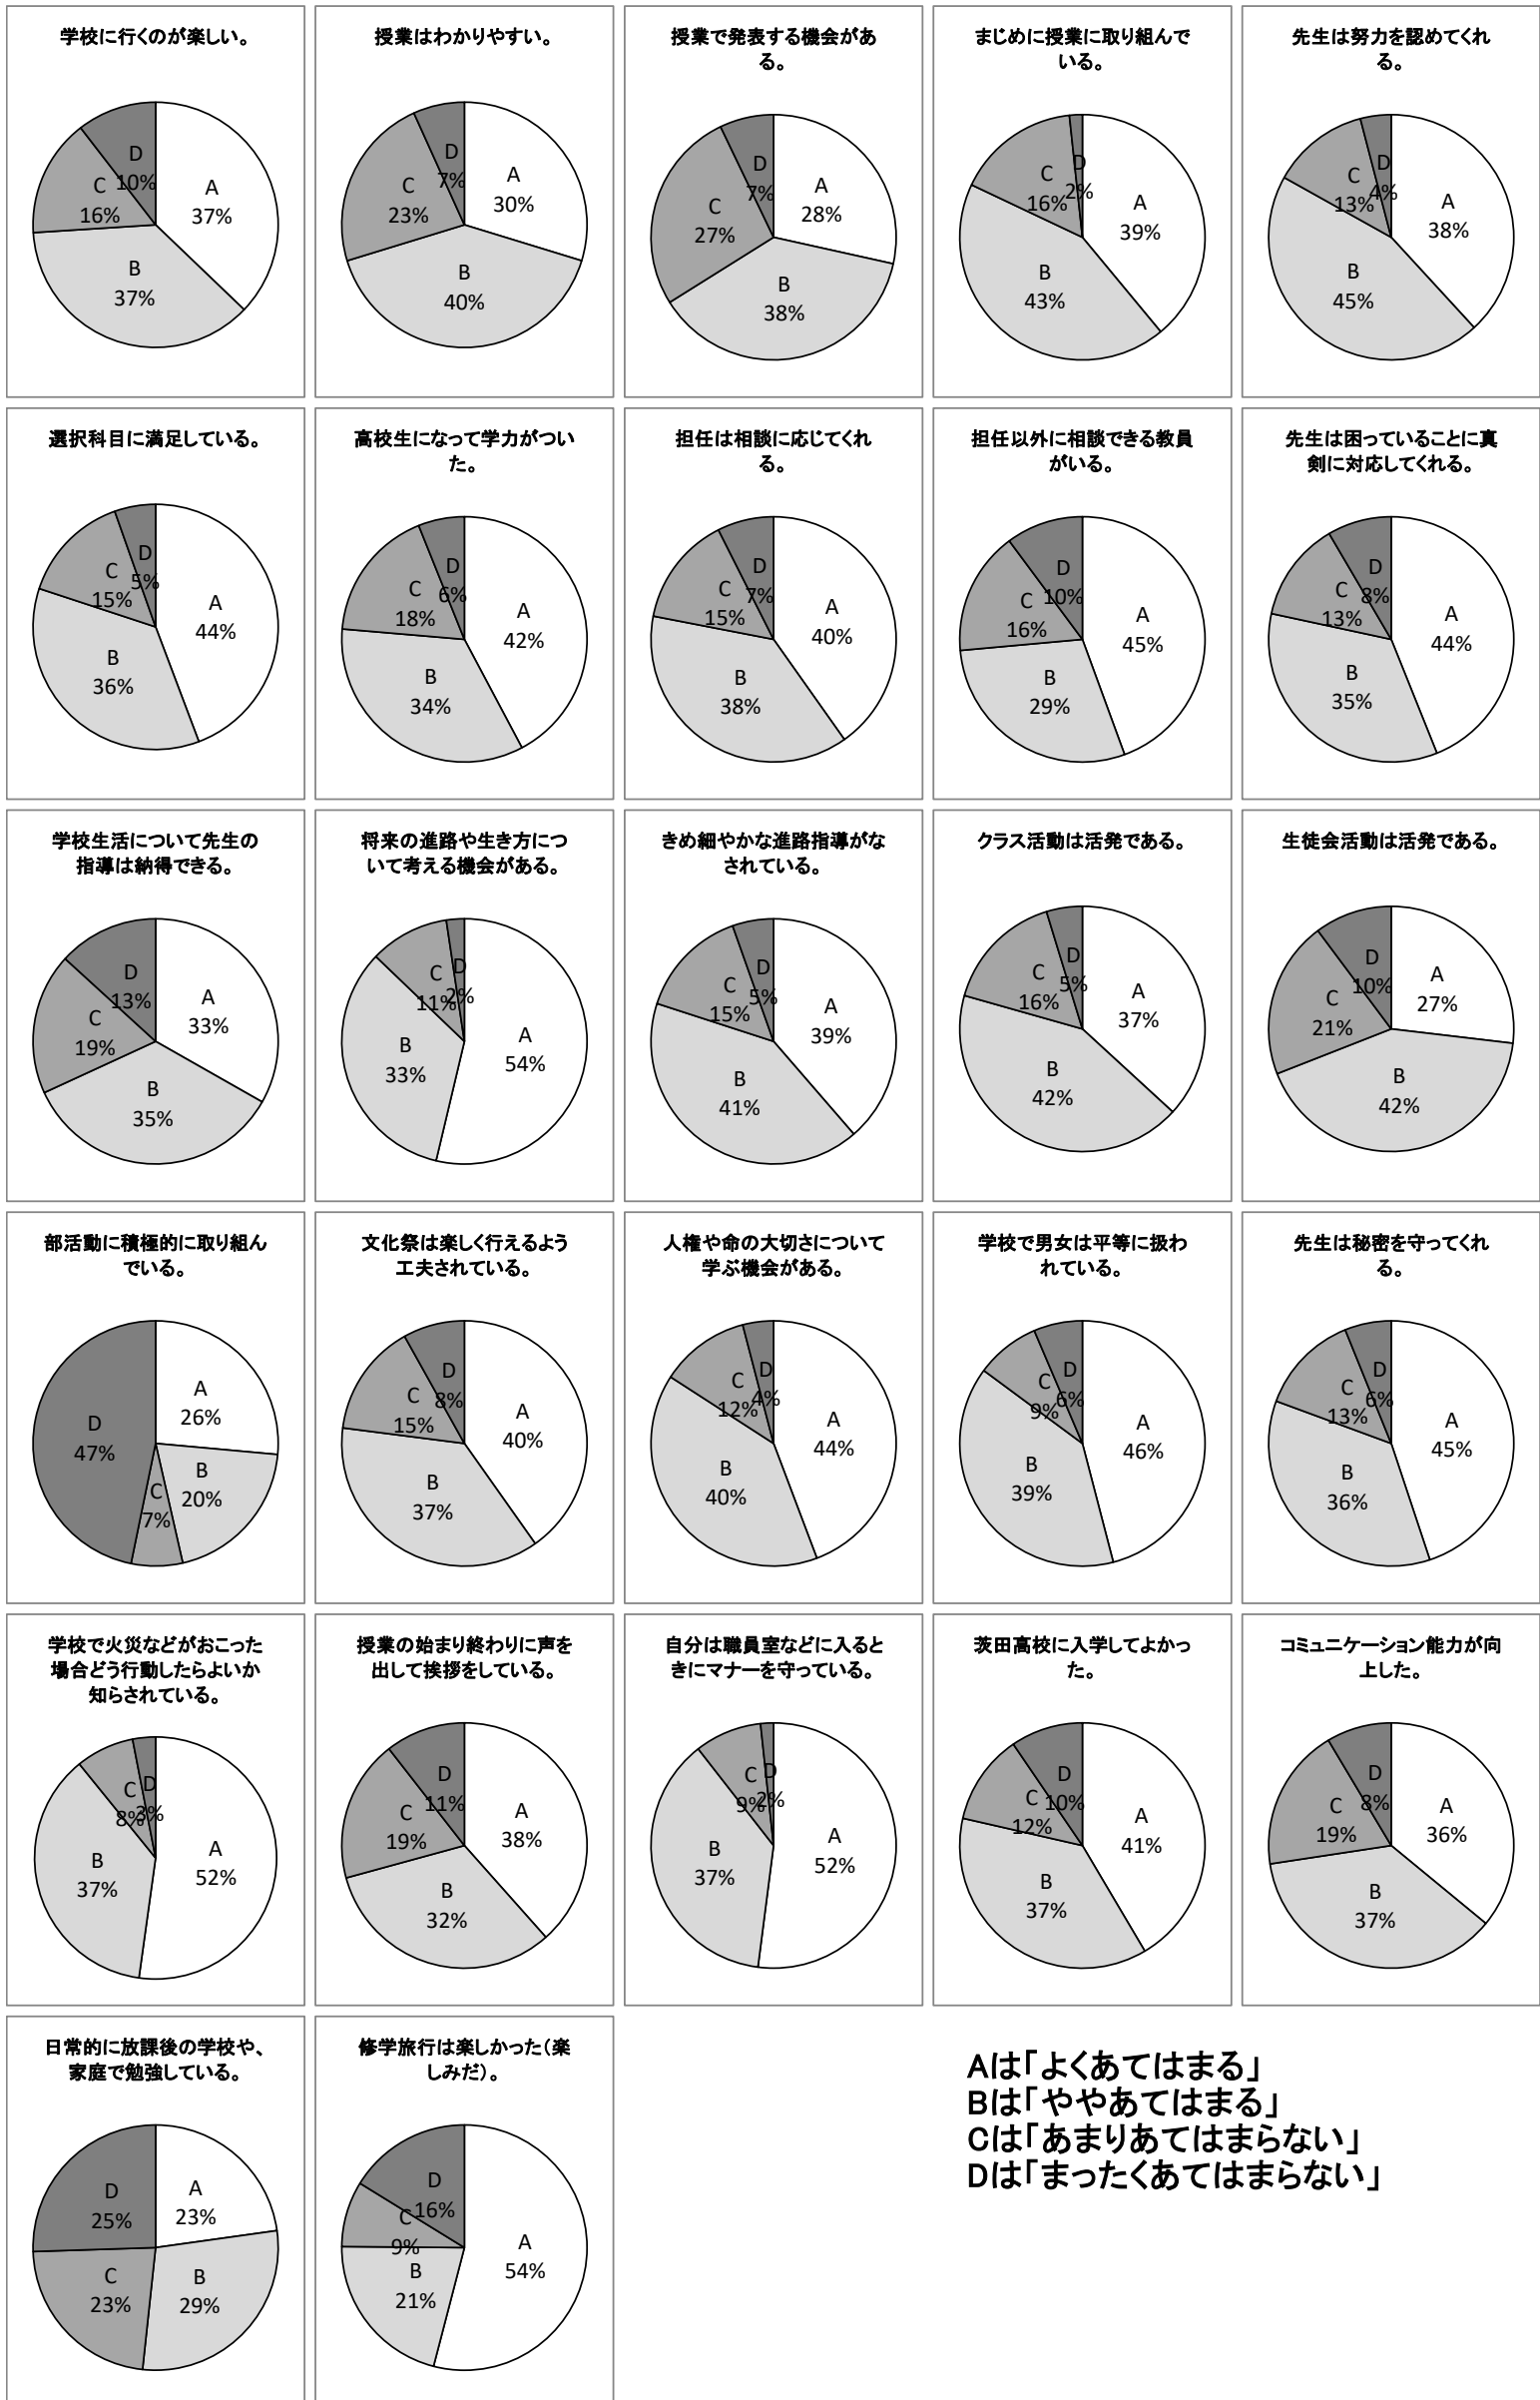 学校に行くのが楽しい。
D
10%
A
37%
C
16%
B
37%
授業はわかりやすい。
D
7%
A
30%
C
23%
B
40%
授業で発表する機会があ
る。
D
7%
A
28%
C
27%
B
38%
まじめに授業に取り組んで
いる。
D
2%
C
16%
A
39%
B
43%
先生は努力を認めてくれ
る。
D
4%
C
13%
A
38%
B
45%
選択科目に満足している。
D
5%
C
15%
A
44%
B
36%
高校生になって学力がつい
た。
D
6%
C
18%
A
42%
B
34%
担任は相談に応じてくれ
る。
D
7%
C
15%
A
40%
B
38%
担任以外に相談できる教員
がいる。
D
10%
C
16%
A
45%
B
29%
先生は困っていることに真
剣に対応してくれる。
D
8%
C
13%
A
44%
B
35%
学校生活について先生の
指導は納得できる。
D
13%
A
33%
C
19%
B
35%
将来の進路や生き方につ
いて考える機会がある。
D
2%
C
11%
A
54%
B
33%
きめ細やかな進路指導がな
されている。
D
5%
C
15%
A
39%
B
41%
クラス活動は活発である。
D
5%
C
16%
A
37%
B
42%
生徒会活動は活発である。
D
10%
A
27%
C
21%
B
42%
部活動に積極的に取り組ん
でいる。
A
26%
D
47%
B
20%
C
7%
文化祭は楽しく行えるよう
工夫されている。
D
8%
C
15%
A
40%
B
37%
人権や命の大切さについて
学ぶ機会がある。
D
4%
C
12%
A
44%
B
40%
学校で男女は平等に扱わ
れている。
D
6%
C
9%
A
46%
B
39%
先生は秘密を守ってくれ
る。
D
6%
C
13%
A
45%
B
36%
学校で火災などがおこった
場合どう行動したらよいか
知らされている。
D
3%
C
8%
A
52%
B
37%
授業の始まり終わりに声を
出して挨拶をしている。
D
11%
A
38%
C
19%
B
32%
自分は職員室などに入ると
きにマナーを守っている。
D
2%
C
9%
A
52%
B
37%
茨田高校に入学してよかっ
た。
D
10%
C
12%
A
41%
B
37%
コミュニケーション能力が向
上した。
D
8%
A
36%
C
19%
B
37%
日常的に放課後の学校や、
家庭で勉強している。
D
25%
A
23%
C
23%
B
29%
修学旅行は楽しかった（楽
しみだ）。
D
16%
C
9%
A
54%
B
21%
Aは「よくあてはまる」
Bは「ややあてはまる」
Cは「あまりあてはまらない」
Dは「まったくあてはまらない」